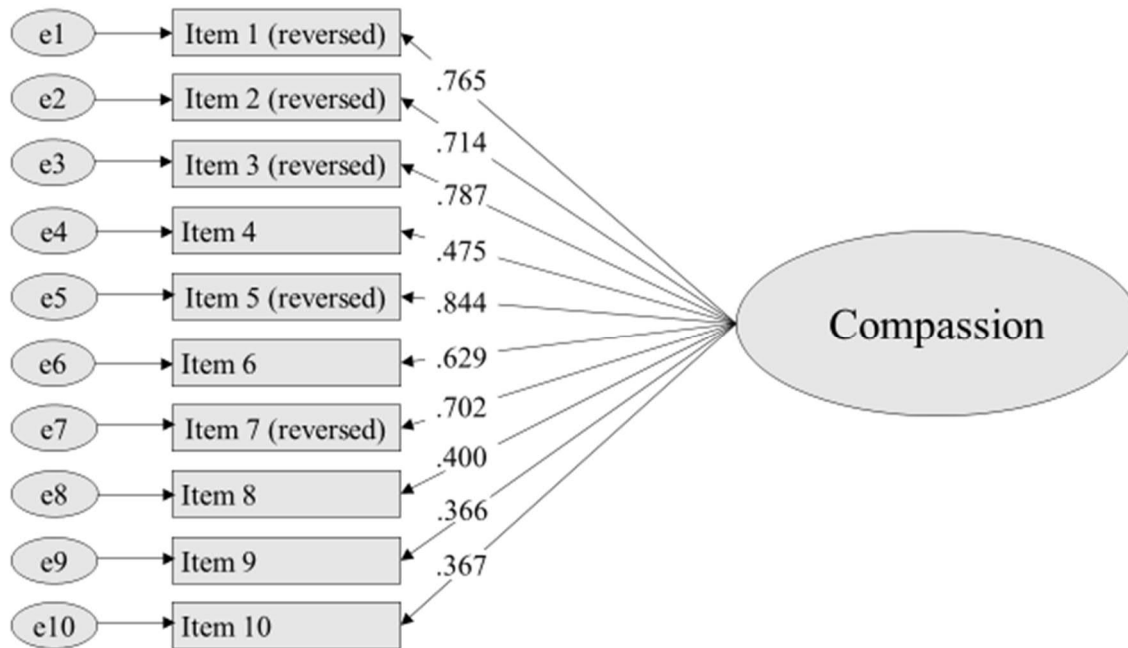 e1 Item 1 (reversed)
.765
e2 Item 2 (reversed)
.714
e3 Item 3 (reversed)
.787
e4 Item 4
.475
e5 Item 5 (reversed)
.844
Compassion
e6 Item 6
.629
e7 Item 7 (reversed)
.702
.400
e8 Item 8
.366
e9 Item 9
.367
e10 Item 10